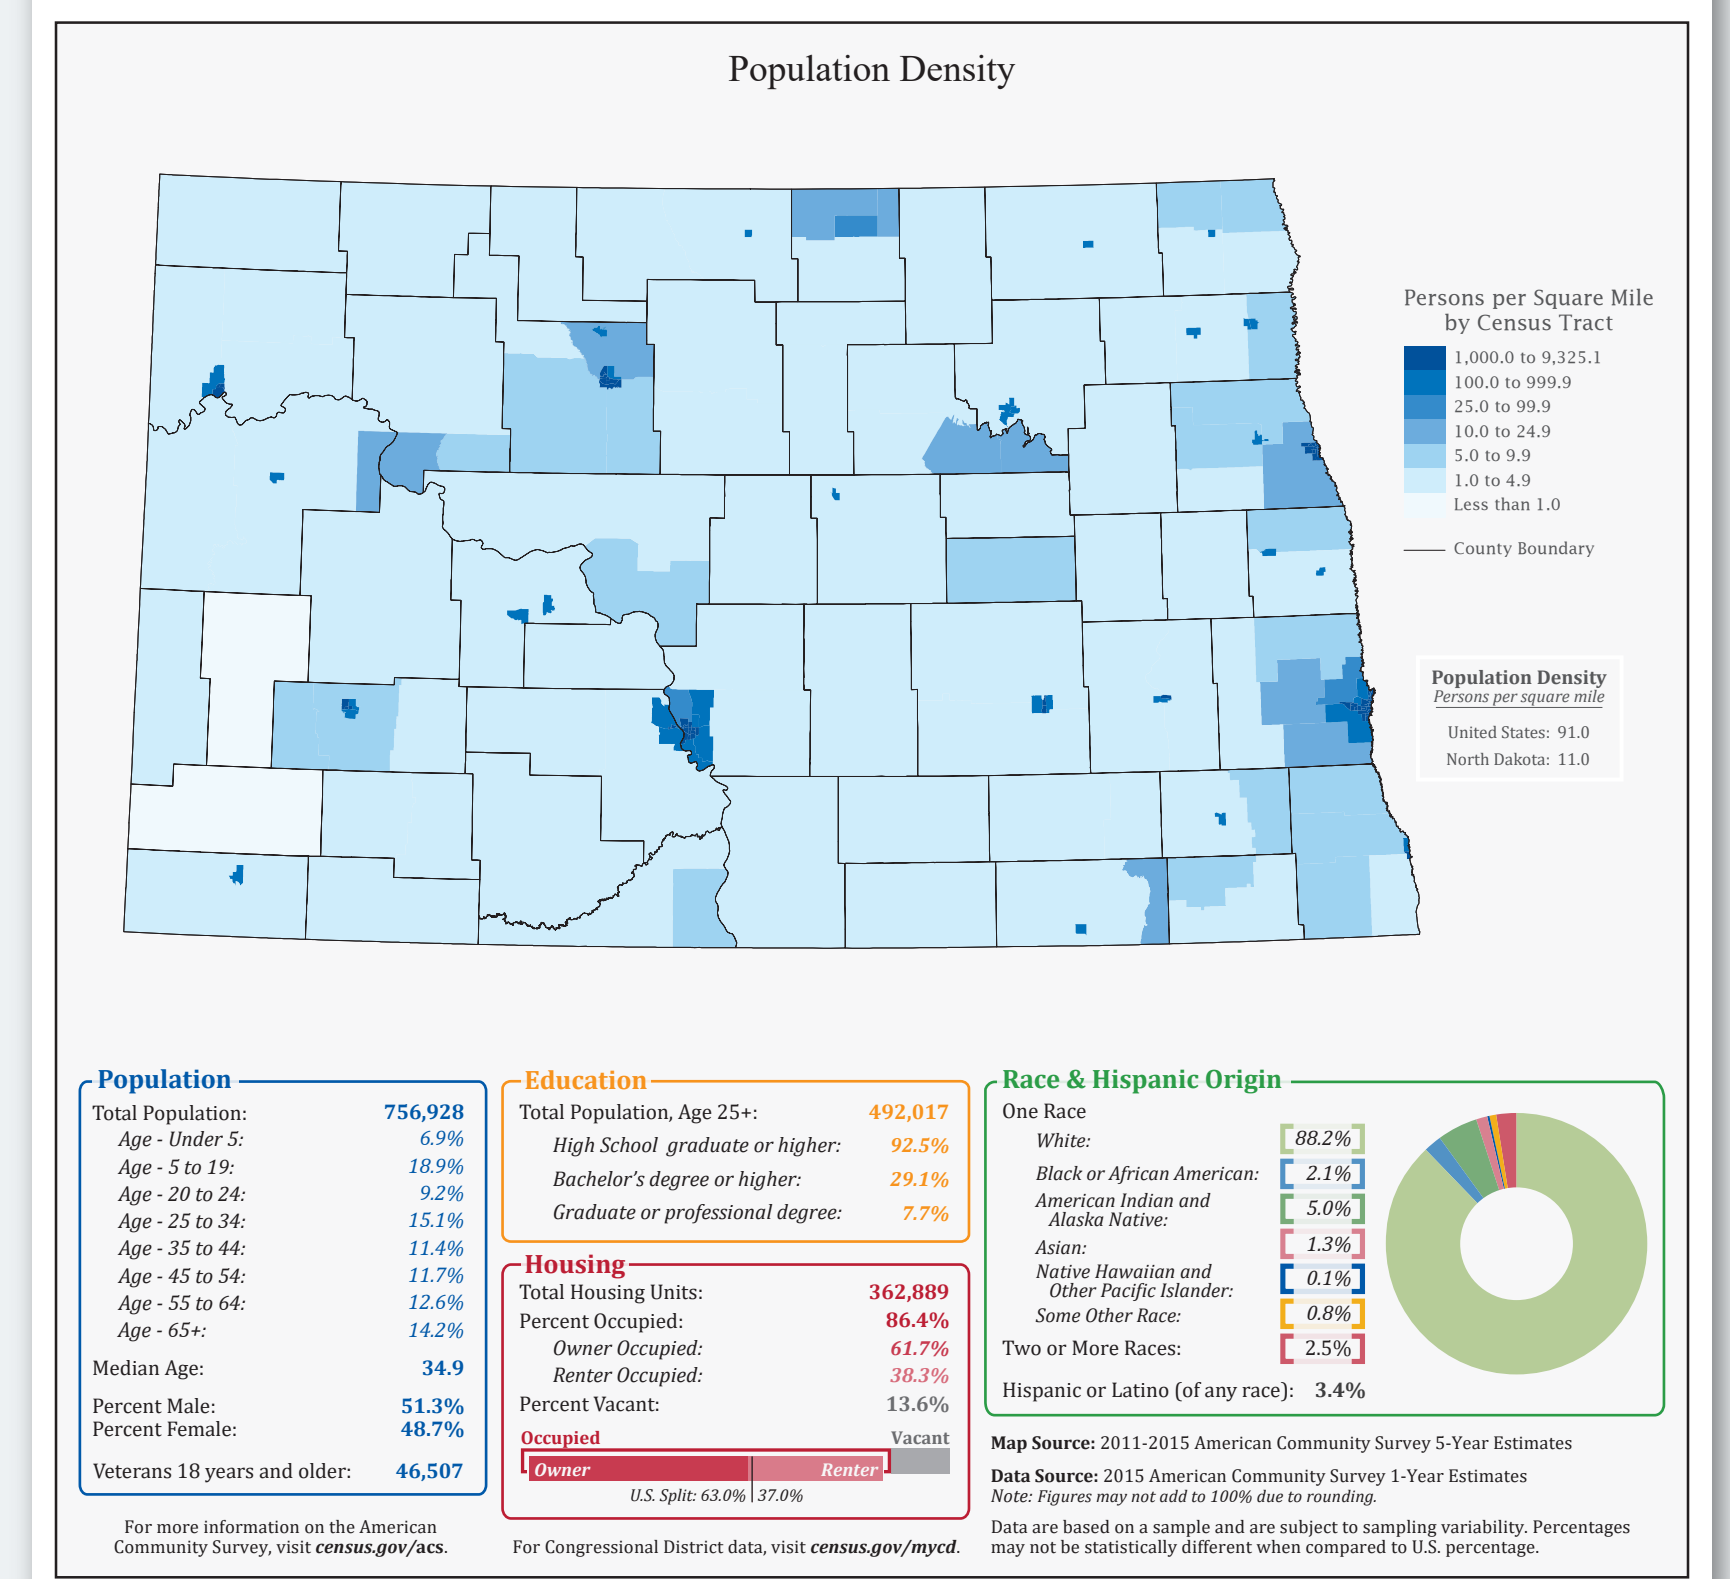 Population Density
Persons per Square Mile
by Census Tract
1,000.0 to 9,325.1
100.0 to 999.9
25.0 to 99.9
10.0 to 24.9
5.0 to 9.9
1.0 to 4.9
Less than 1.0
County Boundary
Population Density
Persons per square mile
United States: 91.0
North Dakota: 11.0
Population
Total Population: 756,928
Age - Under 5: 6.9%
Age - 5 to 19: 18.9%
Age - 20 to 24: 9.2%
Age - 25 to 34: 15.1%
Age - 35 to 44: 11.4%
Age - 45 to 54: 11.7%
Age - 55 to 64: 12.6%
Age - 65+: 14.2%
Median Age: 34.9
Percent Male: 51.3%
Percent Female: 48.7%
Veterans 18 years and older: 46,507
For more information on the American
Community Survey, visit census.gov/acs.
Education
Total Population, Age 25+: 492,017
High School graduate or higher: 92.5%
Bachelor's degree or higher: 29.1%
Graduate or professional degree: 7.7%
Housing
Total Housing Units: 362,889
Percent Occupied: 86.4%
Owner Occupied: 61.7%
Renter Occupied: 38.3%
Percent Vacant: 13.6%
Occupied Vacant
Owner Renter
U.S. Split: 63.0% 37.0%
For Congressional District data, visit census.gov/mycd.
Race & Hispanic Origin
One Race
White: 88.2%
Black or African American: 2.1%
American Indian and
Alaska Native: 5.0%
Asian: 1.3%
Native Hawaiian and
Other Pacific Islander: 0.1%
Some Other Race: 0.8%
Two or More Races: 2.5%
Hispanic or Latino (of any race): 3.4%
Map Source: 2011-2015 American Community Survey 5-Year Estimates
Data Source: 2015 American Community Survey 1-Year Estimates
Note: Figures may not add to 100% due to rounding.
Data are based on a sample and are subject to sampling variability. Percentages
may not be statistically different when compared to U.S. percentage.